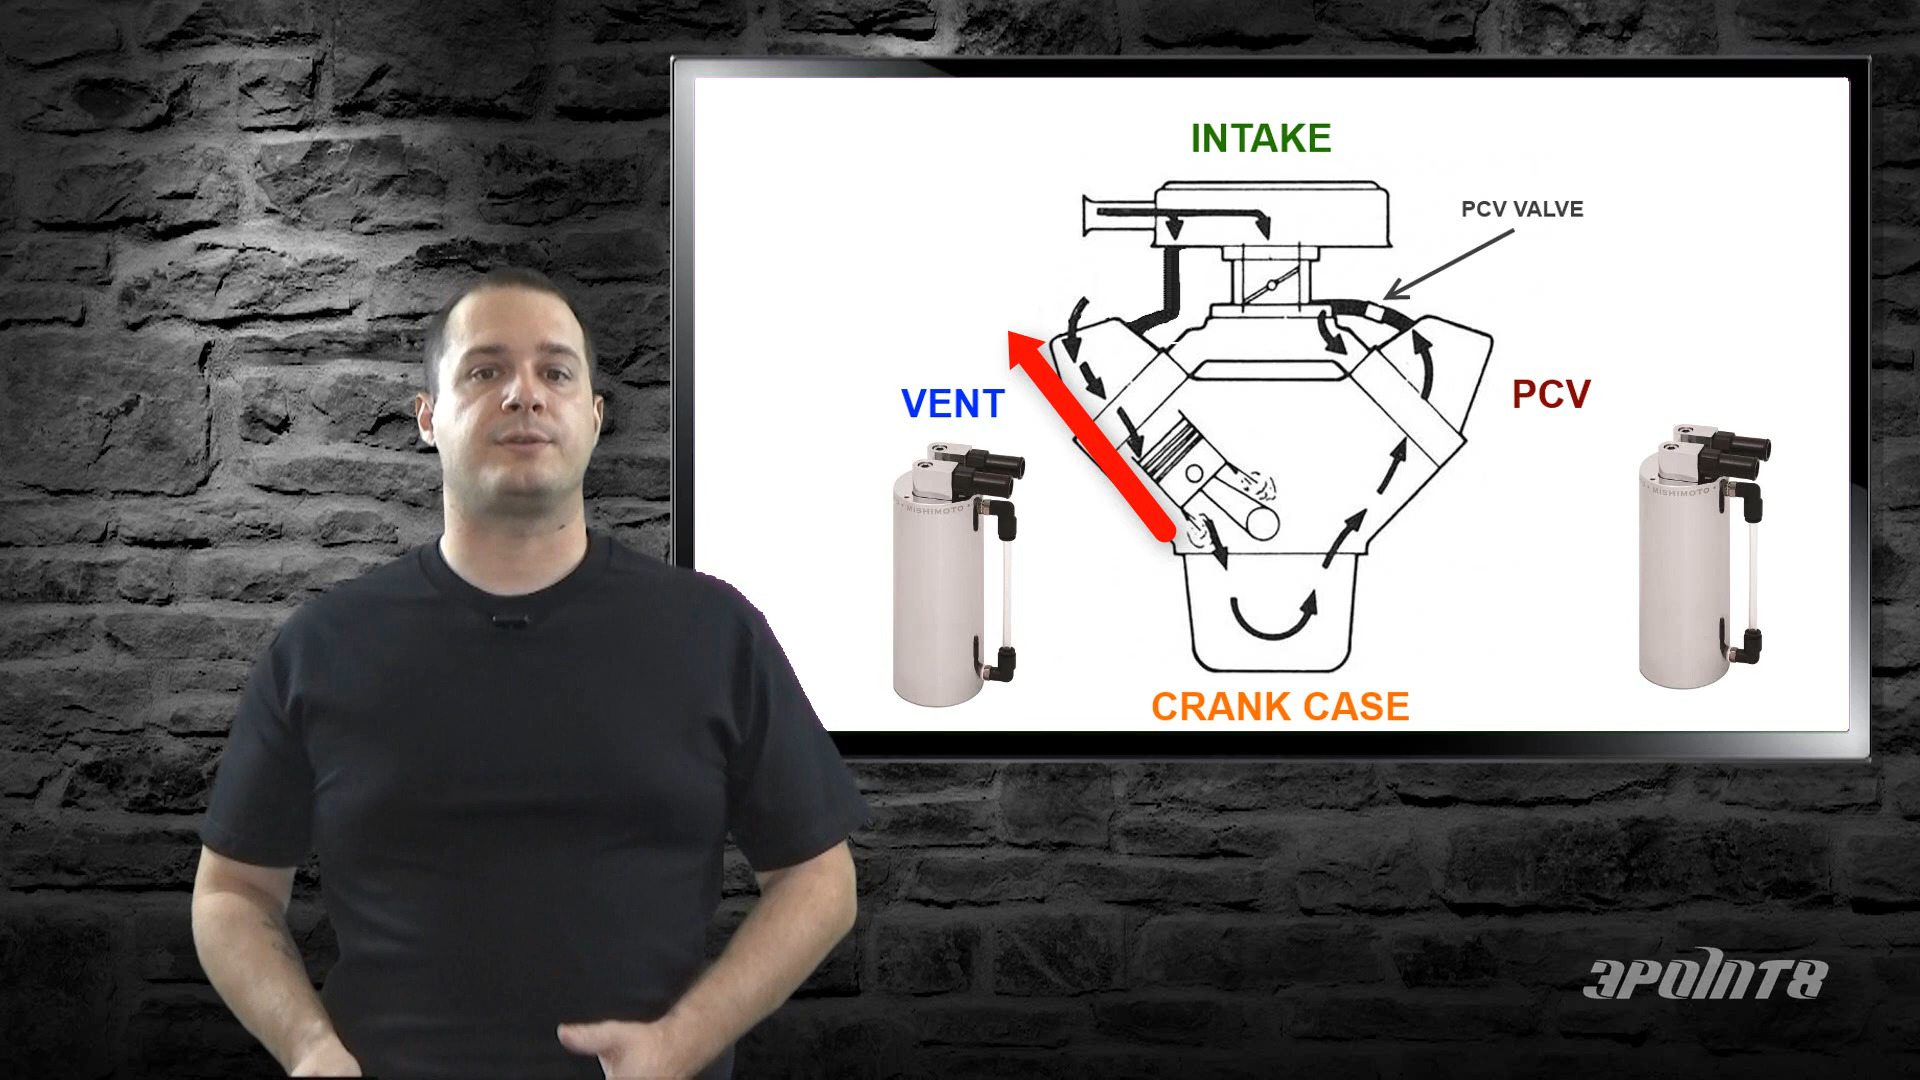 INTAKE
PCV VALVE
VENT
PCV
MISHIMOTO
MISHIMOTO
CRANK CASE
3POINT8